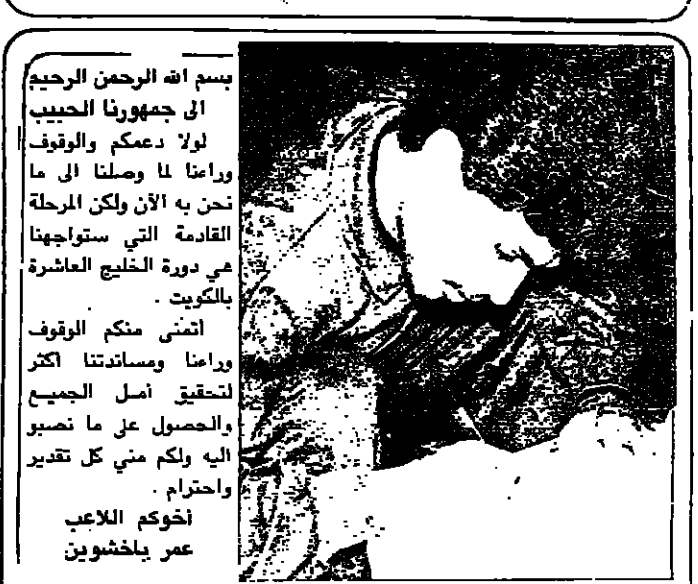 بسم الله الرحمن الرحيم
الى جمهورنا الحبيب
لولا دعمكم والوقوف
وراءنا لما وصلنا الى ما
نحن به الآن ولكن المرحلة
القادمة التي ستواجهنا
هي دورة الخليج العاشرة
بالكويت .
أتمنى منكم الوقوف
وراءنا ومساندتنا اكثر
لتحقيق أمل الجميع
والحصول على ما نصبو
اليه ولكم مني كل تقدير
واحترام .
أخوكم اللاعب
عمر باخشوين